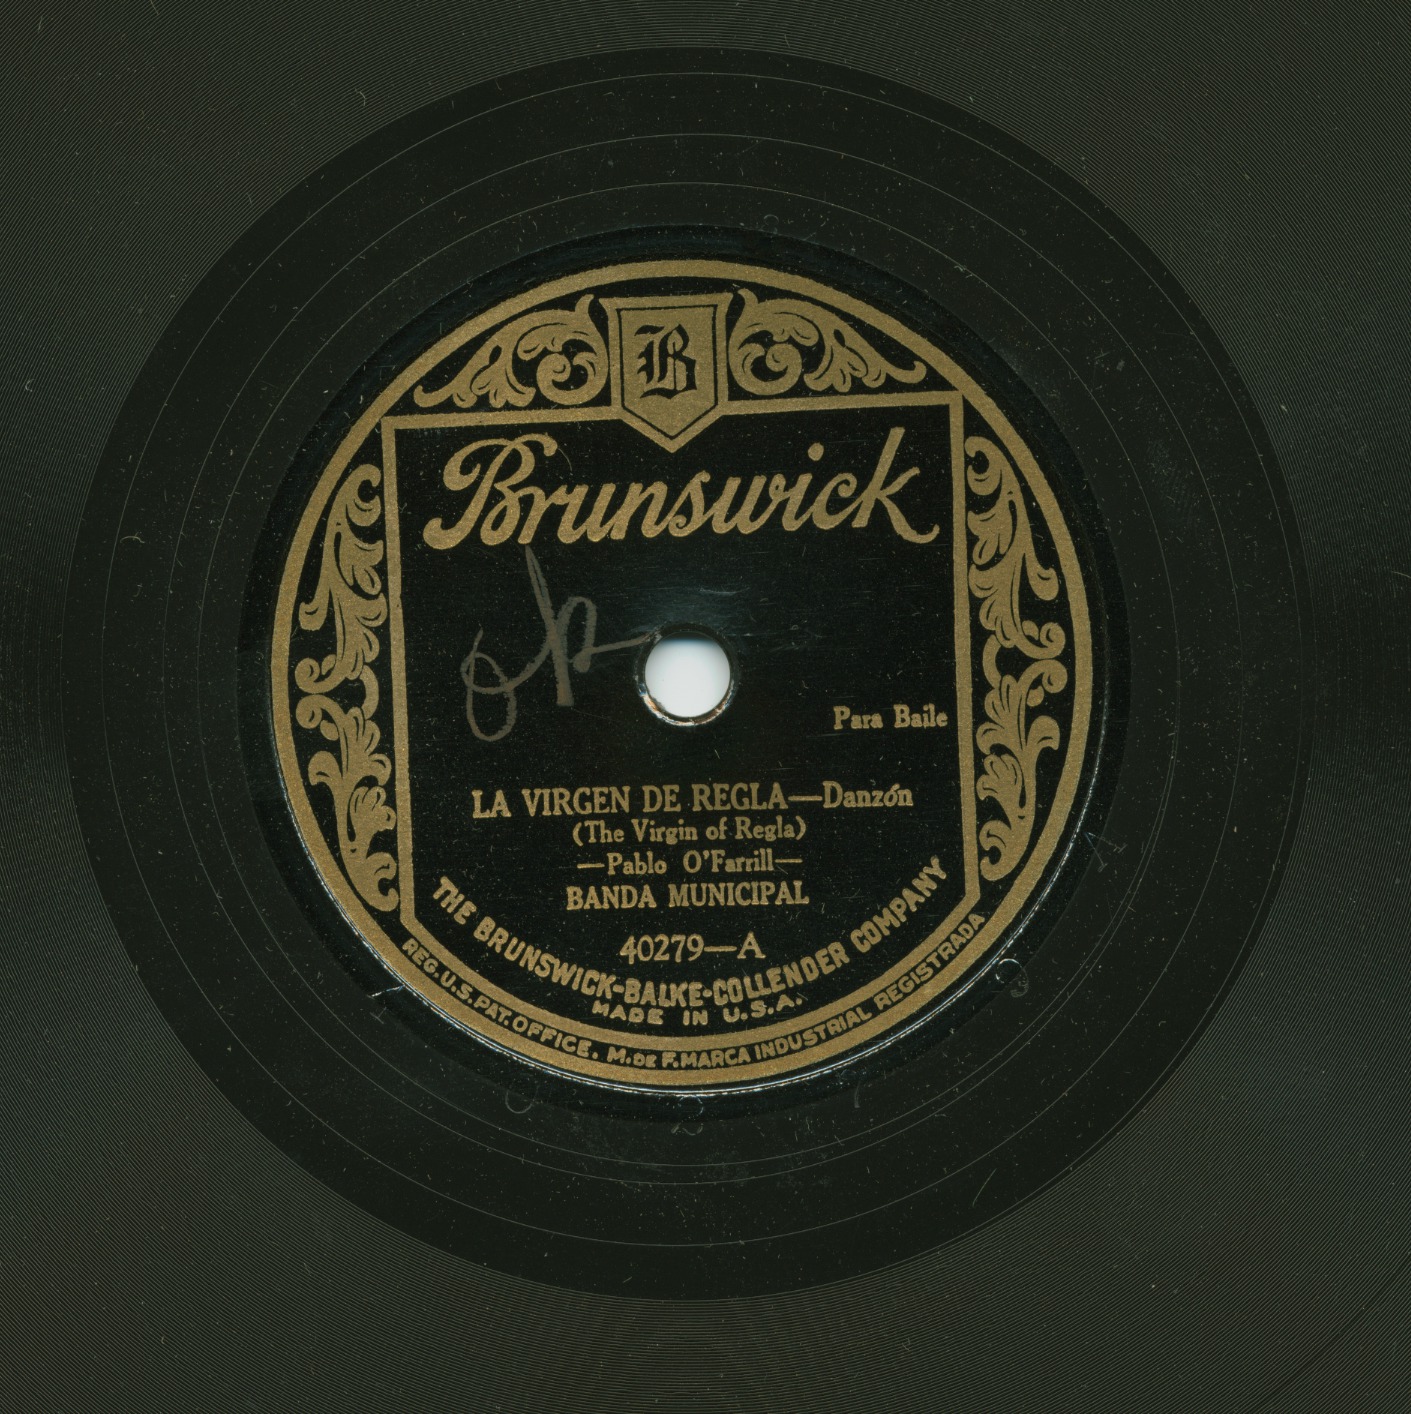 B
Brunswick
ok
Para Baile
LA VIRGEN DE REGLA—Danzón
(The Virgin of Regla)
—Pablo O'Farrill—
BANDA MUNICIPAL
40279—A
THE BRUNSWICK-BALKE-COLLENDER COMPANY
MADE IN U.S.A.
REG. U.S. PAT. OFFICE. M. DE F. MARCA INDUSTRIAL REGISTRADA